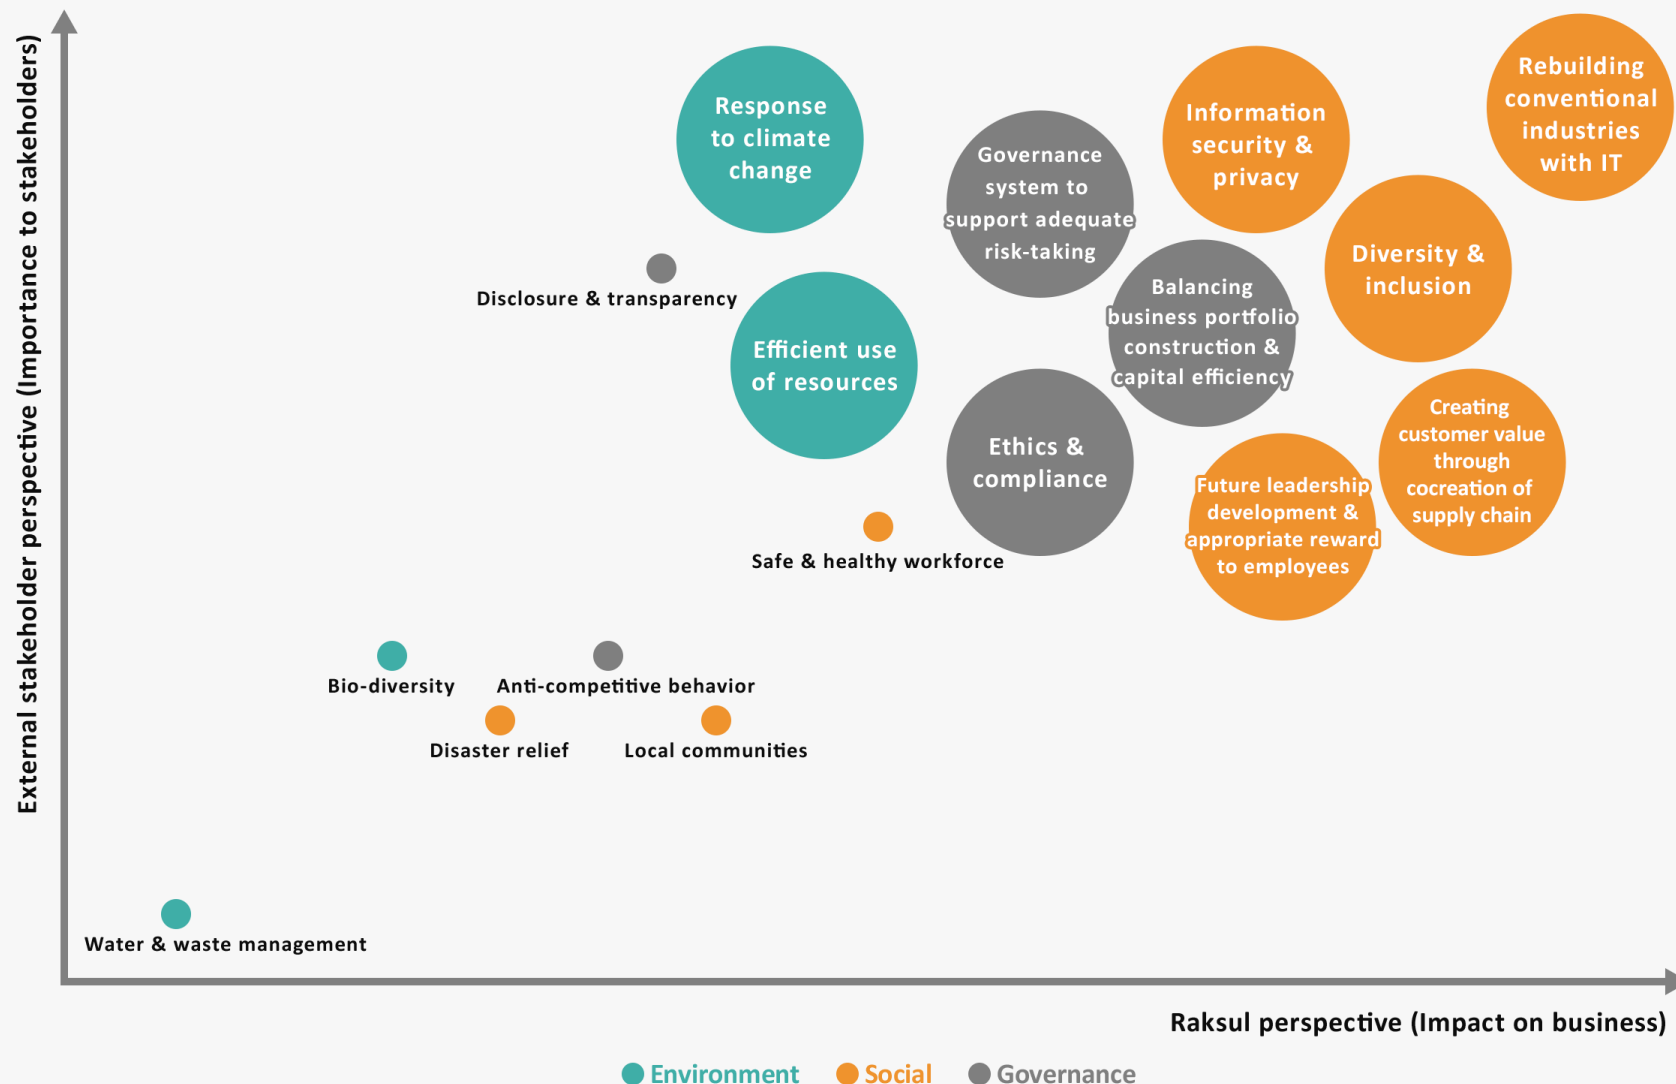 External stakeholder perspective (Importance to stakeholders)
Response
to climate
change
Governance
system to
support adequate
risk-taking
Information
security &
privacy
Rebuilding
conventional
industries
with IT
Disclosure & transparency
Efficient use
of resources
Balancing
business portfolio
construction &
capital efficiency
Diversity &
inclusion
Ethics &
compliance
Future leadership
development &
appropriate reward
to employees
Creating
customer value
through
cocreation of
supply chain
Safe & healthy workforce
Bio-diversity
Anti-competitive behavior
Disaster relief
Local communities
Water & waste management
Raksul perspective (Impact on business)
Environment
Social
Governance